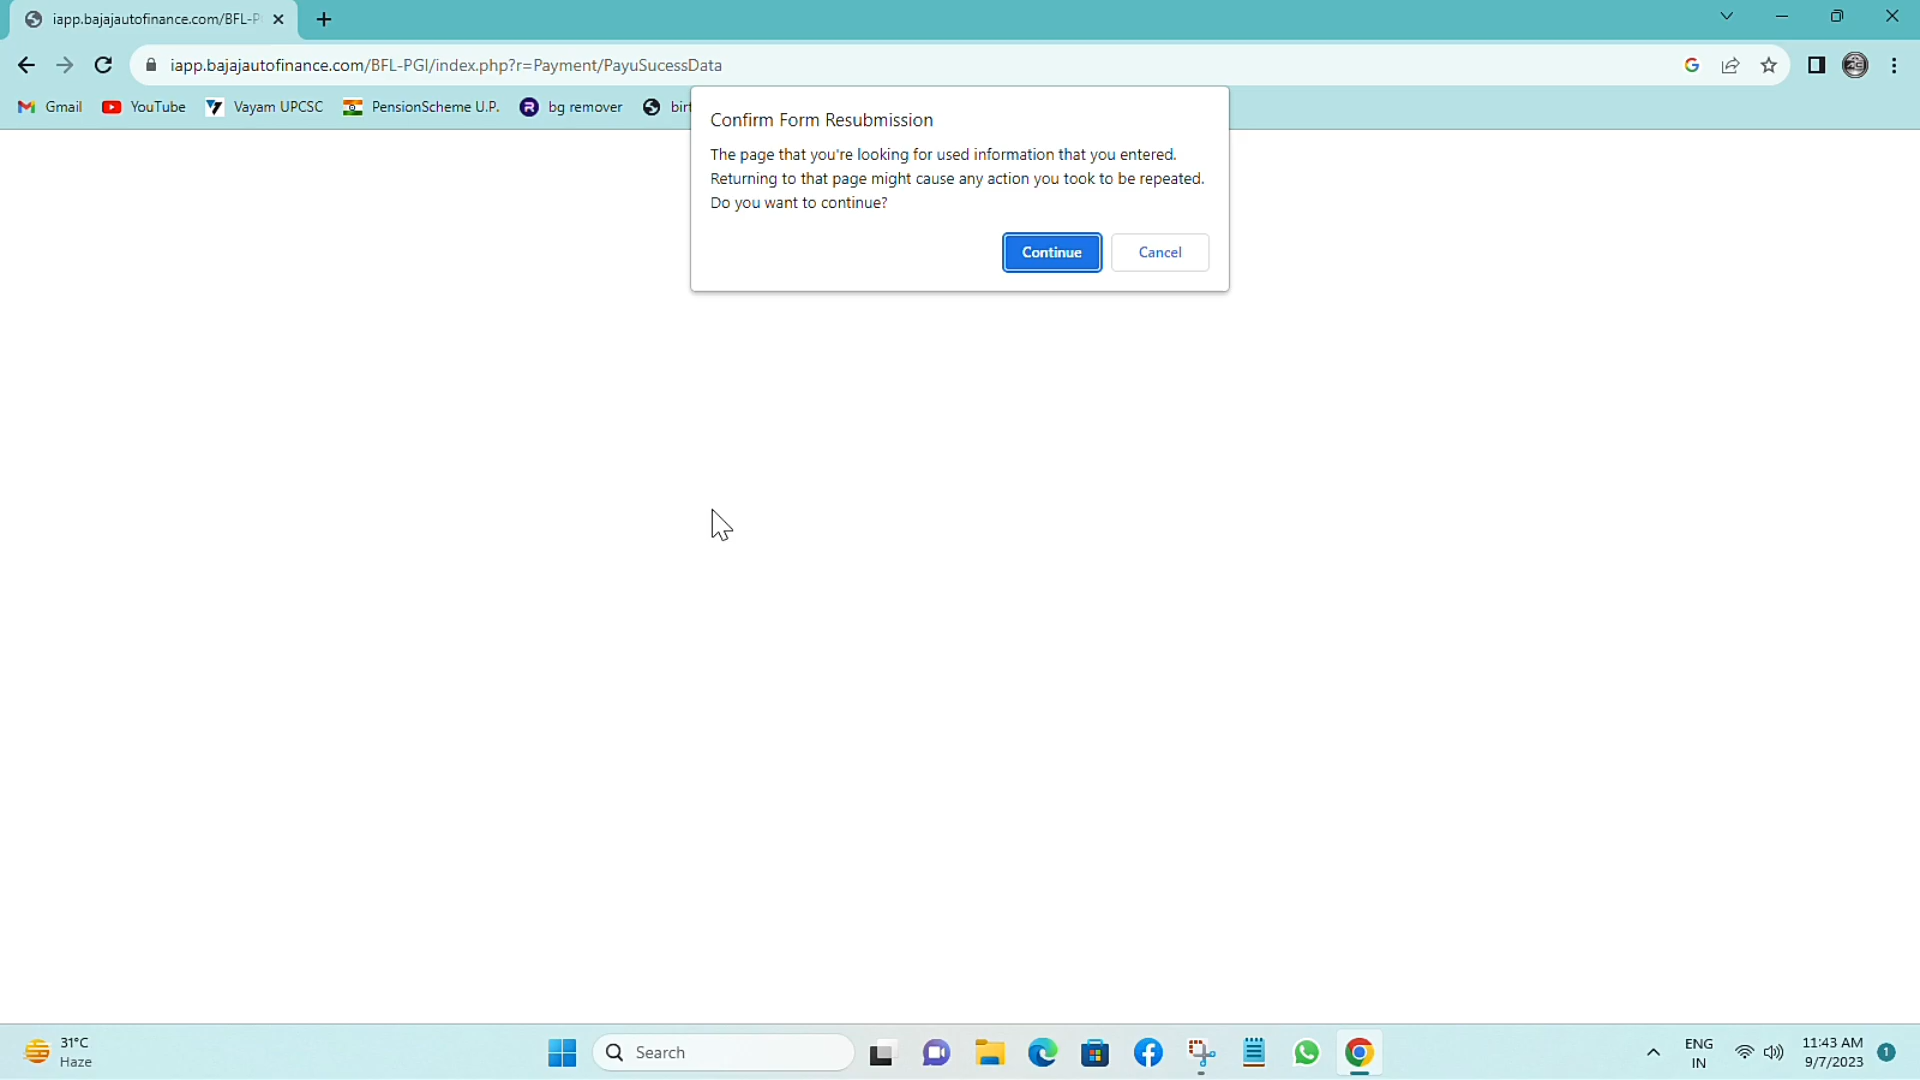 iapp.bajajautofinance.com/BFL-P
iapp.bajajautofinance.com/BFL-PGI/index.php?r=Payment/PayuSucessData
Gmail YouTube Vayam UPCSC PensionScheme U.P. bg remover birt
Confirm Form Resubmission
The page that you're looking for used information that you entered.
Returning to that page might cause any action you took to be repeated.
Do you want to continue?
Continue Cancel
31°C
Haze
Search
ENG
IN
11:43 AM
9/7/2023
1